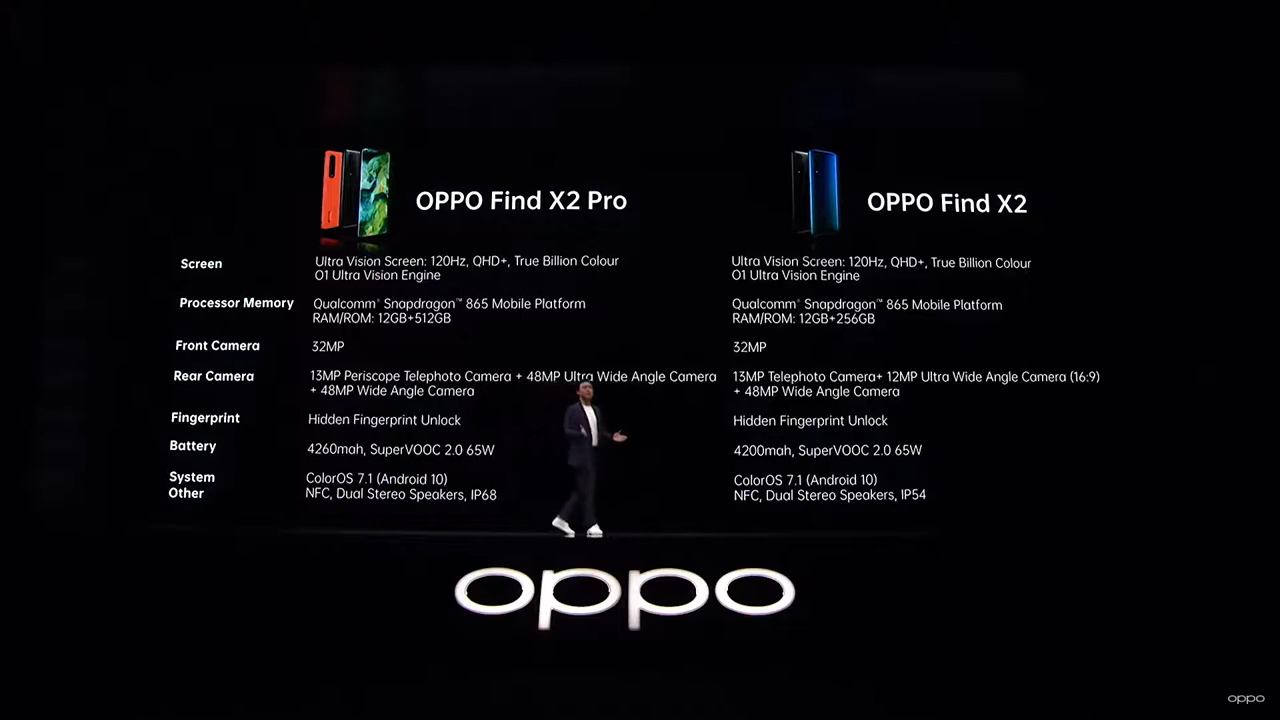 OPPO Find X2 Pro
OPPO Find X2
Screen
Ultra Vision Screen: 120Hz, QHD+, True Billion Colour
O1 Ultra Vision Engine
Ultra Vision Screen: 120Hz, QHD+, True Billion Colour
O1 Ultra Vision Engine
Processor Memory
Qualcomm® Snapdragon™ 865 Mobile Platform
RAM/ROM: 12GB+512GB
Qualcomm® Snapdragon™ 865 Mobile Platform
RAM/ROM: 12GB+256GB
Front Camera
32MP
32MP
Rear Camera
13MP Periscope Telephoto Camera + 48MP Ultra Wide Angle Camera
+ 48MP Wide Angle Camera
13MP Telephoto Camera+ 12MP Ultra Wide Angle Camera (16:9)
+ 48MP Wide Angle Camera
Fingerprint
Hidden Fingerprint Unlock
Hidden Fingerprint Unlock
Battery
4260mah, SuperVOOC 2.0 65W
4200mah, SuperVOOC 2.0 65W
System
ColorOS 7.1 (Android 10)
ColorOS 7.1 (Android 10)
Other
NFC, Dual Stereo Speakers, IP68
NFC, Dual Stereo Speakers, IP54
oppo
oppo